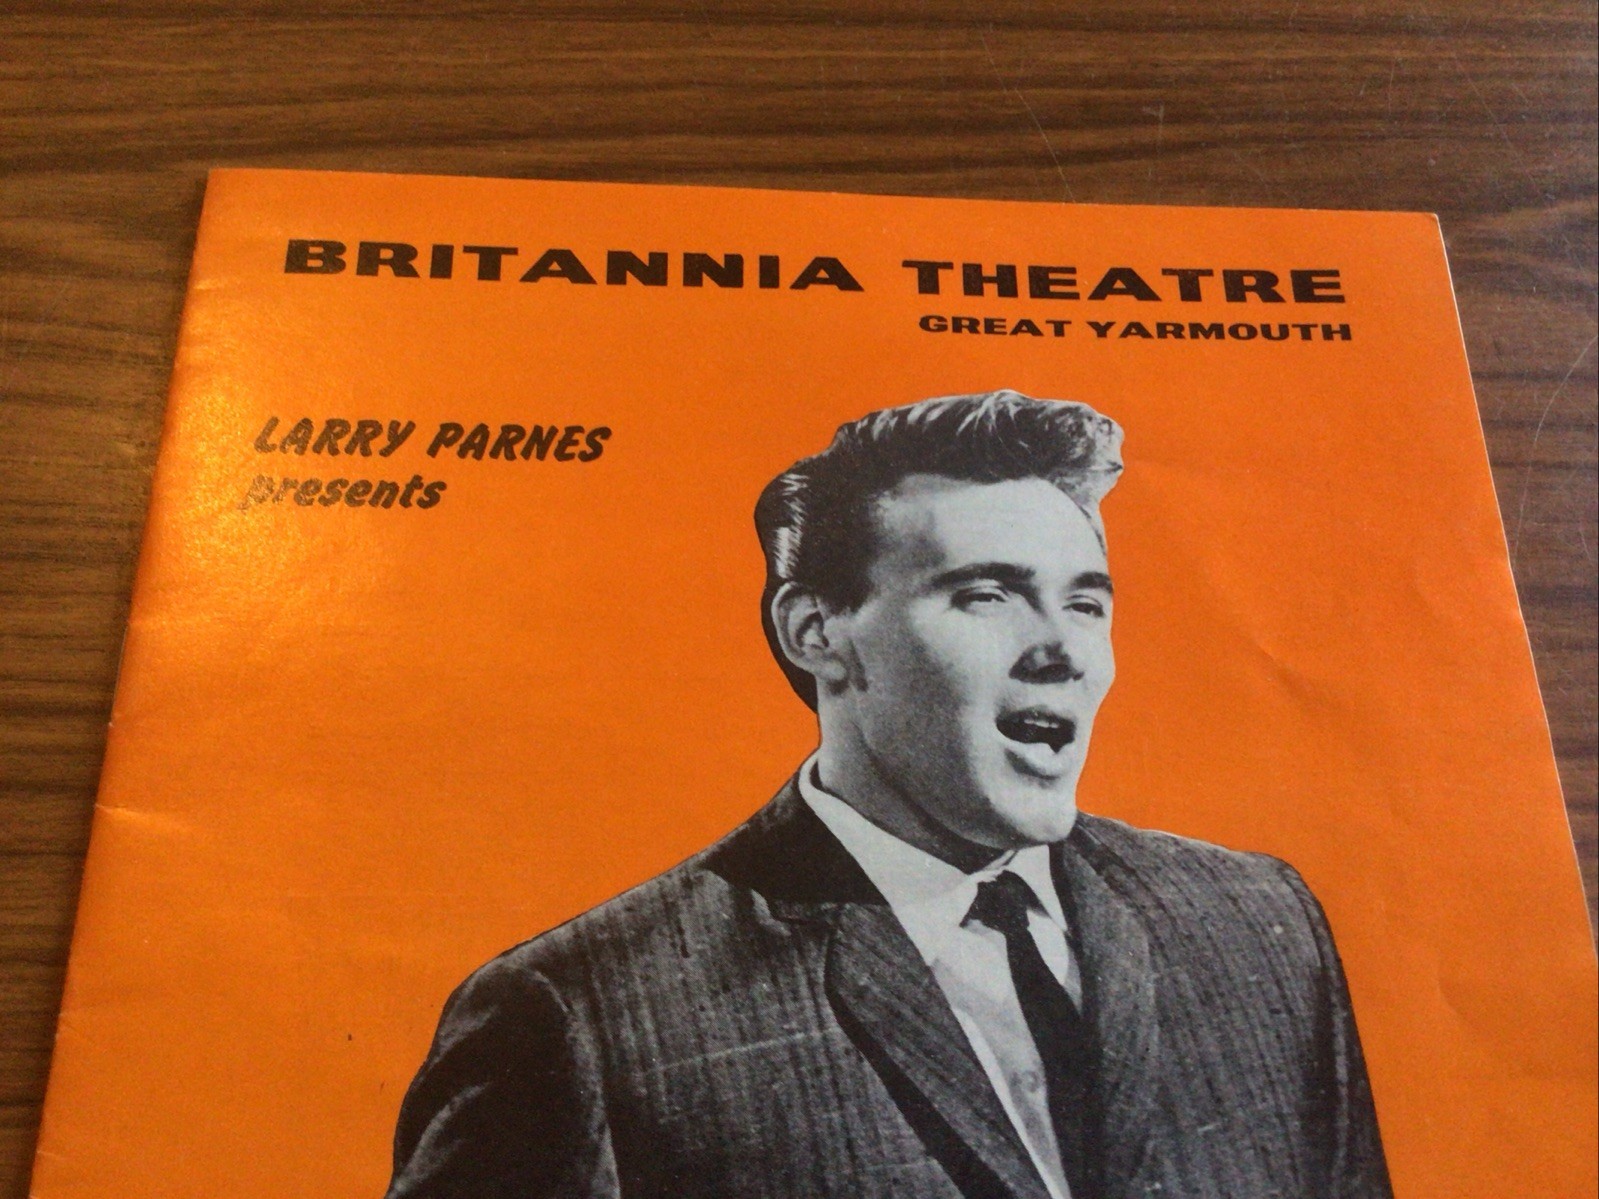 BRITANNIA THEATRE
GREAT YARMOUTH
LARRY PARNES
presents